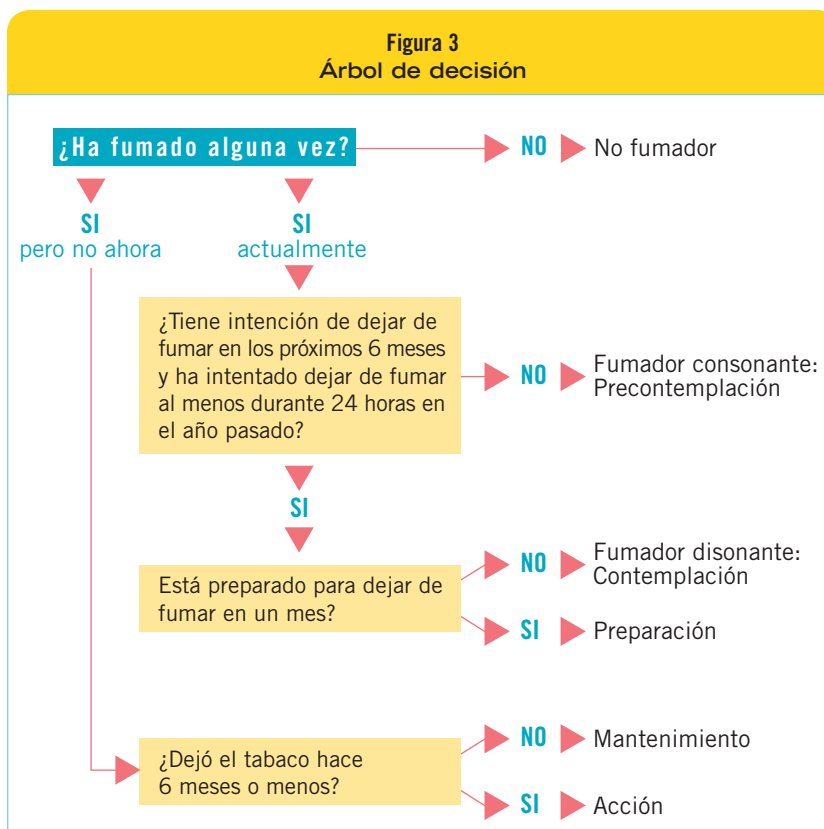 Figura 3
Árbol de decisión
¿Ha fumado alguna vez?
NO
No fumador
SI
pero no ahora
SI
actualmente
¿Tiene intención de dejar de
fumar en los próximos 6 meses
y ha intentado dejar de fumar
al menos durante 24 horas en
el año pasado?
NO
Fumador consonante:
Precontemplación
SI
Está preparado para dejar de
fumar en un mes?
NO
Fumador disonante:
Contemplación
SI
Preparación
¿Dejó el tabaco hace
6 meses o menos?
NO
Mantenimiento
SI
Acción